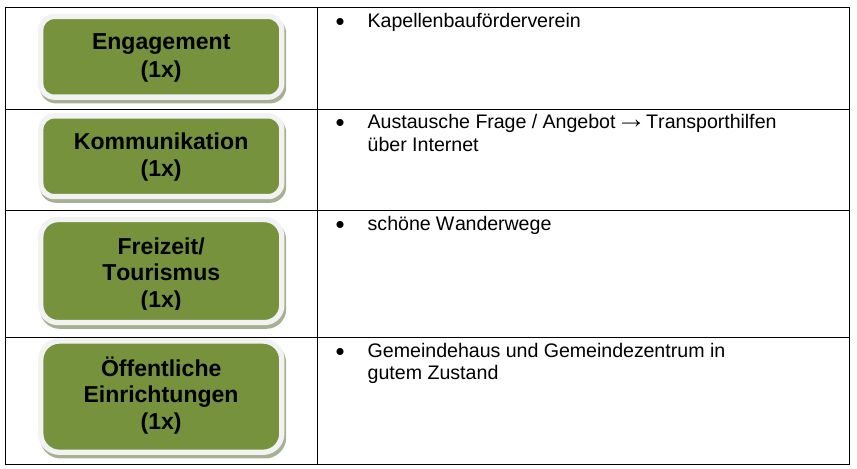 Engagement
(1x)
• Kapellenbauförderverein
Kommunikation
(1x)
• Austausche Frage / Angebot → Transporthilfen
über Internet
Freizeit/
Tourismus
(1x)
• schöne Wanderwege
Öffentliche
Einrichtungen
(1x)
• Gemeindehaus und Gemeindezentrum in
gutem Zustand